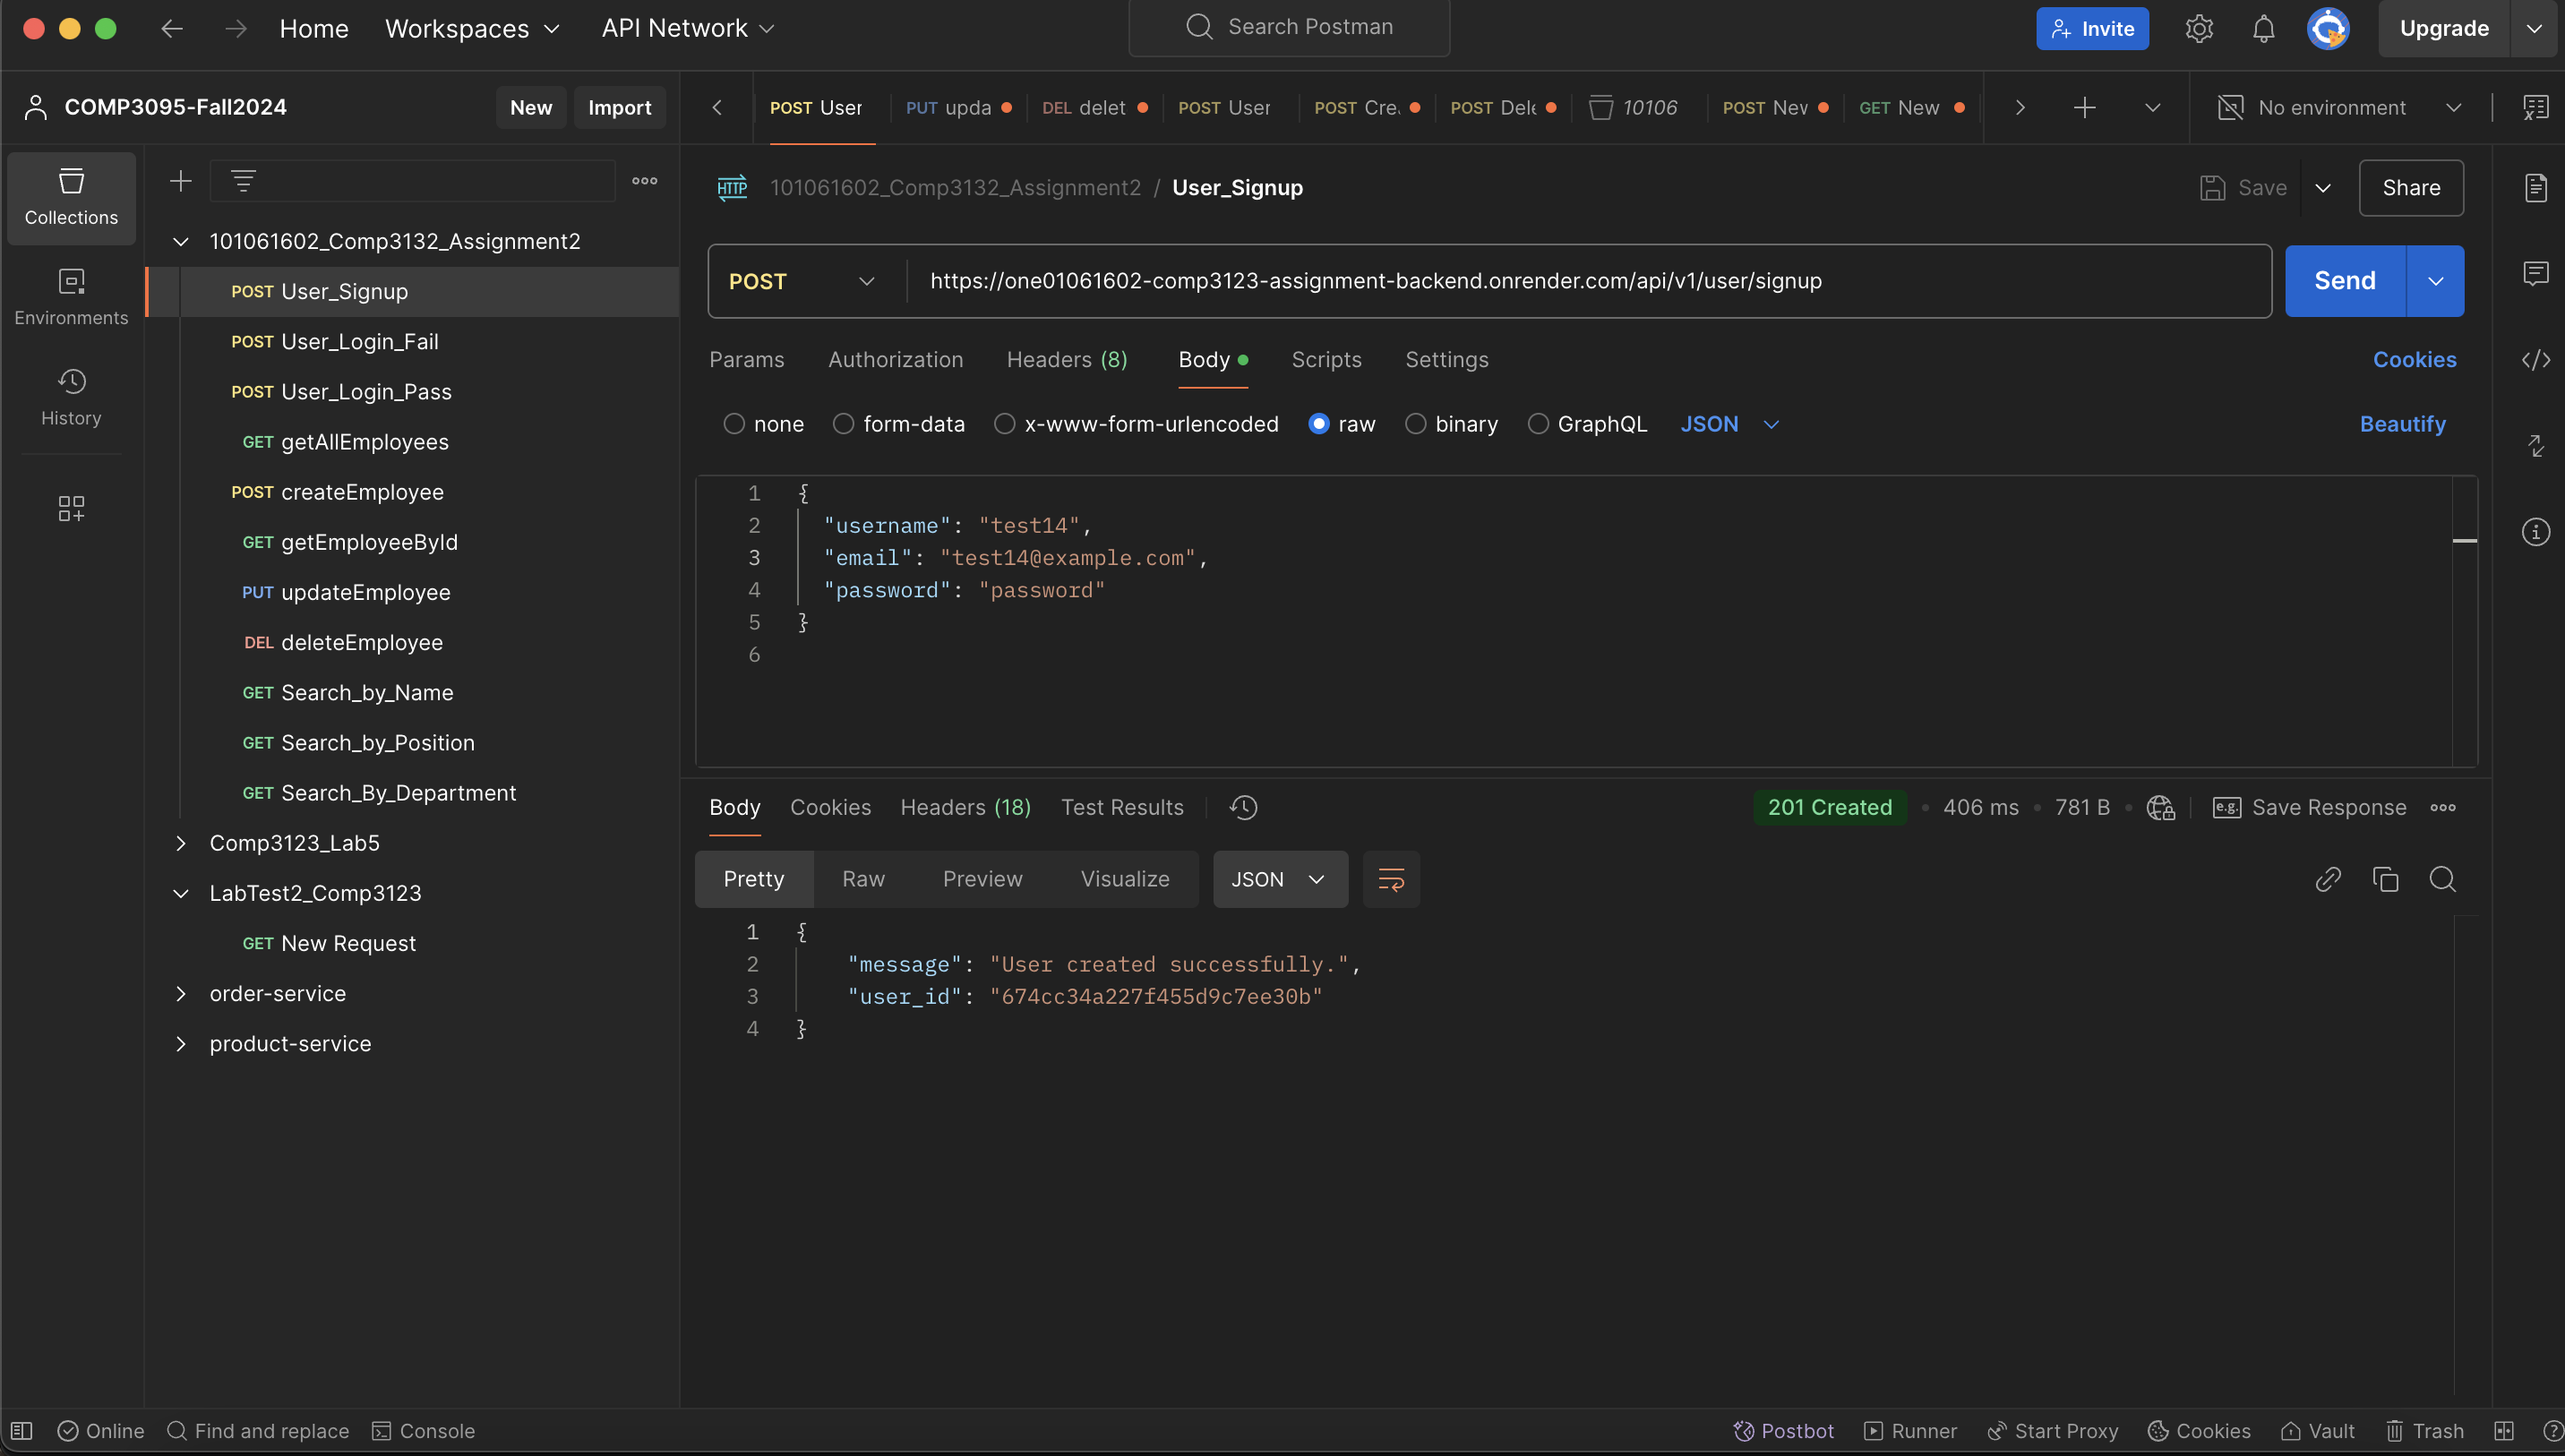 Home
Workspaces
API Network
Search Postman
Invite
Upgrade
COMP3095-Fall2024
New
Import
POST User
PUT upda
DEL delet
POST User
POST Cre
POST Dele
10106
POST Nev
GET New
No environment
Collections
Environments
History
101061602_Comp3132_Assignment2
POST User_Signup
POST User_Login_Fail
POST User_Login_Pass
GET getAllEmployees
POST createEmployee
GET getEmployeeById
PUT updateEmployee
DEL deleteEmployee
GET Search_by_Name
GET Search_by_Position
GET Search_By_Department
Comp3123_Lab5
LabTest2_Comp3123
GET New Request
order-service
product-service
HTTP
101061602_Comp3132_Assignment2 / User_Signup
Save
Share
POST
https://one01061602-comp3123-assignment-backend.onrender.com/api/v1/user/signup
Send
Params
Authorization
Headers (8)
Body
Scripts
Settings
Cookies
none
form-data
x-www-form-urlencoded
raw
binary
GraphQL
JSON
Beautify
1 {
2 "username": "test14",
3 "email": "test14@example.com",
4 "password": "password"
5 }
6
Body
Cookies
Headers (18)
Test Results
201 Created
406 ms
781 B
e.g.
Save Response
Pretty
Raw
Preview
Visualize
JSON
1 {
2 "message": "User created successfully.",
3 "user_id": "674cc34a227f455d9c7ee30b"
4 }
Online
Find and replace
Console
Postbot
Runner
Start Proxy
Cookies
Vault
Trash